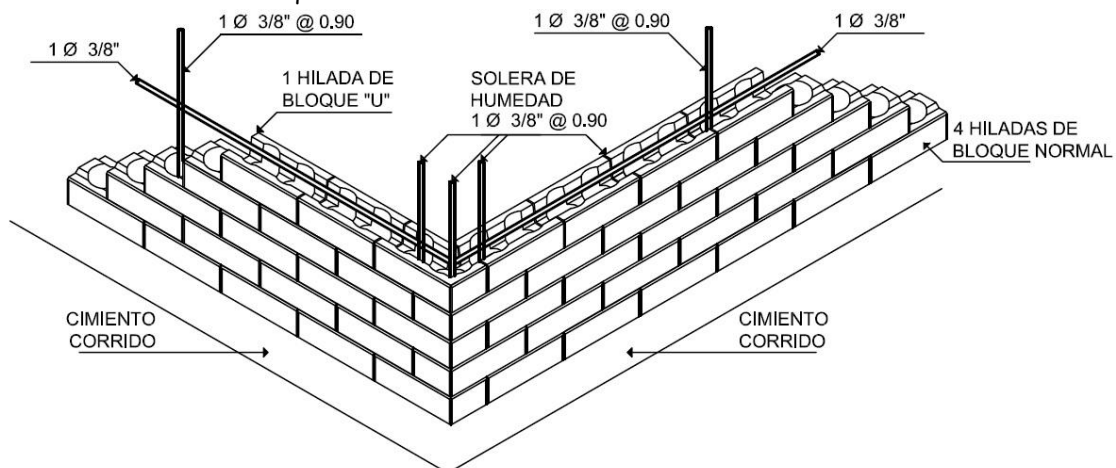 1 Ø 3/8" @ 0.90
1 Ø 3/8" @ 0.90
1 Ø 3/8"
1 Ø 3/8"
1 HILADA DE
BLOQUE "U"
SOLERA DE
HUMEDAD
1 Ø 3/8" @ 0.90
4 HILADAS DE
BLOQUE NORMAL
CIMIENTO
CORRIDO
CIMIENTO
CORRIDO